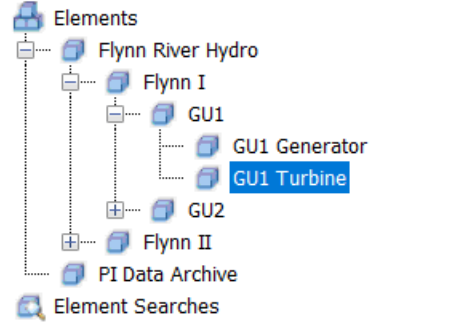 Elements
Flynn River Hydro
Flynn I
GU1
GU1 Generator
GU1 Turbine
GU2
Flynn II
PI Data Archive
Element Searches